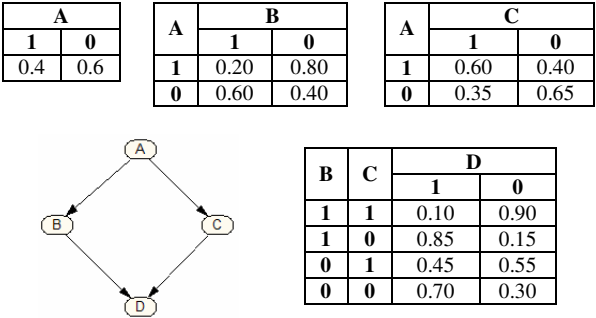 A
1 0
0.4 0.6
A B
1 0
1 0.20 0.80
0 0.60 0.40
A C
1 0
1 0.60 0.40
0 0.35 0.65
A
B C
D
B C D
1 0
1 1 0.10 0.90
1 0 0.85 0.15
0 1 0.45 0.55
0 0 0.70 0.30